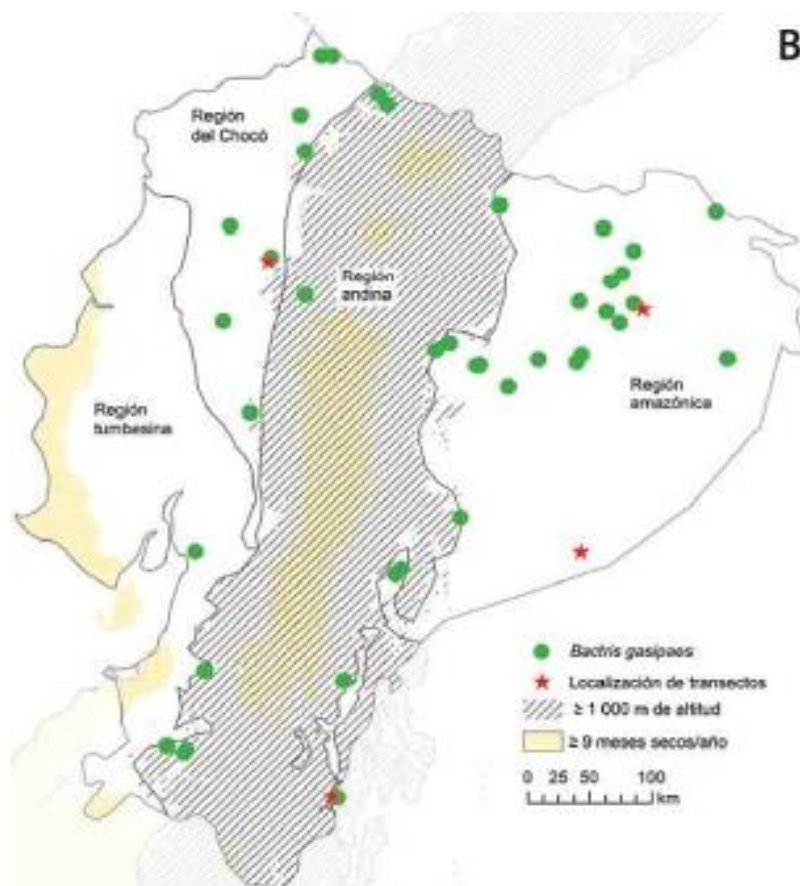 B
Región
del Chocó
Región
andina
Región
tumbesina
Región
amazónica
Bactris gasipaes
Localización de transectos
≥ 1 000 m de altitud
≥ 9 meses secos/año
0 25 50 100
km